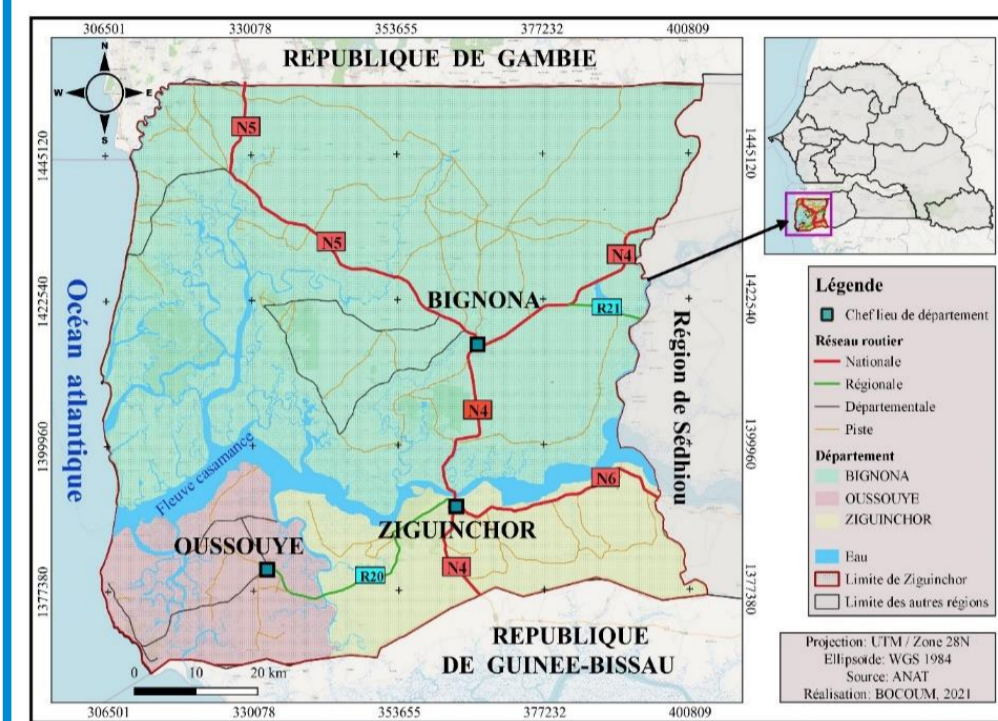 306501 330078 353655 377232 400809
N
W E
S
REPUBLIQUE DE GAMBIE
1445120
1445120
N5
N5
N4
BIGNONA
R21
1422540
1422540
Océan atlantique
Région de Sédhiou
N4
1399960
1399960
Fleuve casamance
N6
ZIGUINCHOR
OUSSOUYE
R20
N4
1377380
1377380
REPUBLIQUE
DE GUINEE-BISSAU
0 10 20 km
306501 330078 353655 377232 400809
Légende
Chef lieu de département
Réseau routier
Nationale
Régionale
Départementale
Piste
Département
BIGNONA
OUSSOUYE
ZIGUINCHOR
Eau
Limite de Ziguinchor
Limite des autres régions
Projection: UTM / Zone 28N
Ellipsoïde: WGS 1984
Source: ANAT
Réalisation: BOCOUM, 2021